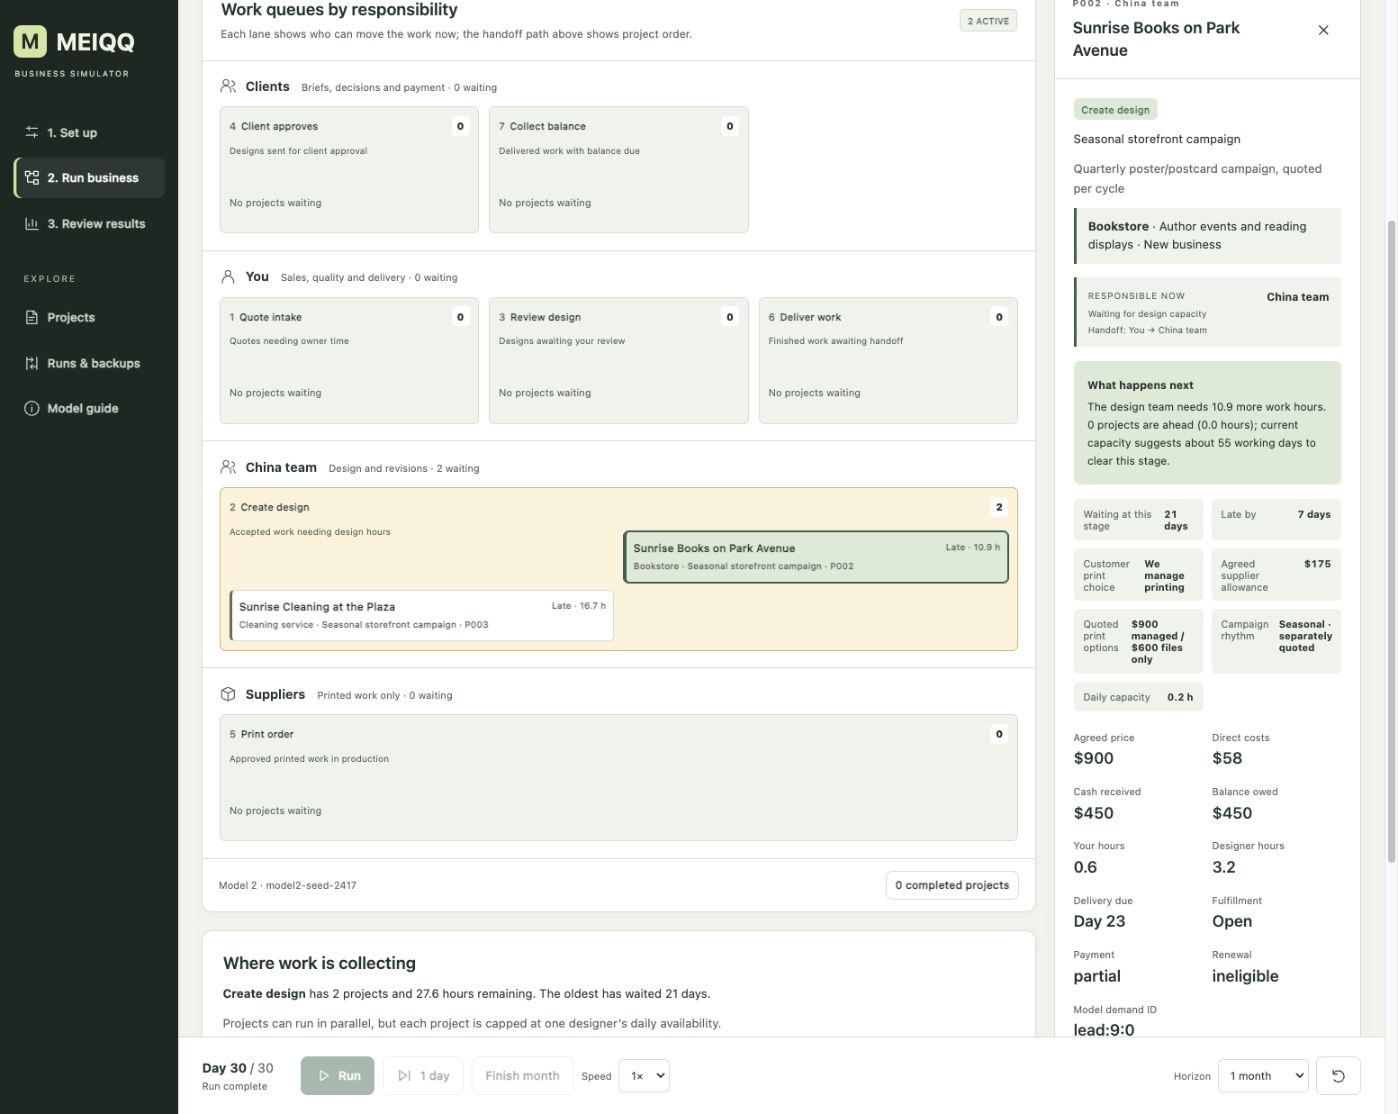 M MEIQQ
BUSINESS SIMULATOR
1. Set up
2. Run business
3. Review results
EXPLORE
Projects
Runs & backups
Model guide
Work queues by responsibility
Each lane shows who can move the work now; the handoff path above shows project order.
2 ACTIVE
Clients Briefs, decisions and payment · 0 waiting
4 Client approves 0
Designs sent for client approval
No projects waiting
7 Collect balance 0
Delivered work with balance due
No projects waiting
You Sales, quality and delivery · 0 waiting
1 Quote intake 0
Quotes needing owner time
No projects waiting
3 Review design 0
Designs awaiting your review
No projects waiting
6 Deliver work 0
Finished work awaiting handoff
No projects waiting
China team Design and revisions · 2 waiting
2 Create design 2
Accepted work needing design hours
Sunrise Books on Park Avenue Late · 10.9 h
Bookstore · Seasonal storefront campaign · P002
Sunrise Cleaning at the Plaza Late · 16.7 h
Cleaning service · Seasonal storefront campaign · P003
Suppliers Printed work only · 0 waiting
5 Print order 0
Approved printed work in production
No projects waiting
Model 2 · model2-seed-2417
0 completed projects
Where work is collecting
Create design has 2 projects and 27.6 hours remaining. The oldest has waited 21 days.
Projects can run in parallel, but each project is capped at one designer's daily availability.
P002 · China team
Sunrise Books on Park
Avenue
Create design
Seasonal storefront campaign
Quarterly poster/postcard campaign, quoted
per cycle
Bookstore · Author events and reading
displays · New business
RESPONSIBLE NOW China team
Waiting for design capacity
Handoff: You → China team
What happens next
The design team needs 10.9 more work hours.
0 projects are ahead (0.0 hours); current
capacity suggests about 55 working days to
clear this stage.
Waiting at this
stage
21
days
Late by 7 days
Customer
print
choice
We
manage
printing
Agreed
supplier
allowance
$175
Quoted
print
options
$900
managed /
$600 files
only
Campaign
rhythm
Seasonal ·
separately
quoted
Daily capacity 0.2 h
Agreed price
$900
Direct costs
$58
Cash received
$450
Balance owed
$450
Your hours
0.6
Designer hours
3.2
Delivery due
Day 23
Fulfillment
Open
Payment
partial
Renewal
ineligible
Model demand ID
lead:9:0
Day 30 / 30
Run complete
Run
1 day
Finish month
Speed 1×
Horizon 1 month